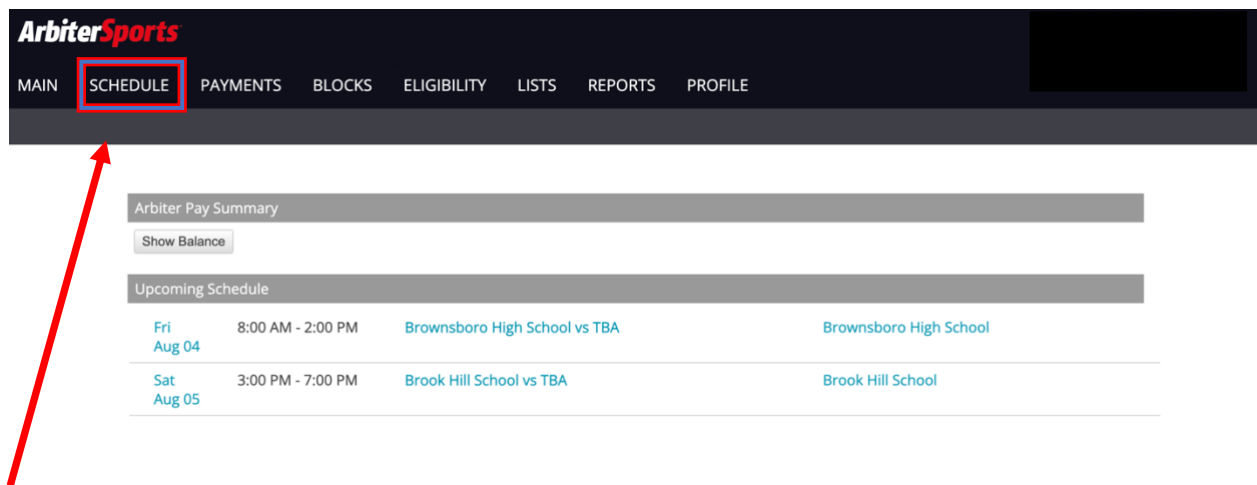 ArbiterSports
MAIN SCHEDULE PAYMENTS BLOCKS ELIGIBILITY LISTS REPORTS PROFILE
Arbiter Pay Summary
Show Balance
Upcoming Schedule
Fri 8:00 AM - 2:00 PM Brownsboro High School vs TBA Brownsboro High School
Aug 04
Sat 3:00 PM - 7:00 PM Brook Hill School vs TBA Brook Hill School
Aug 05